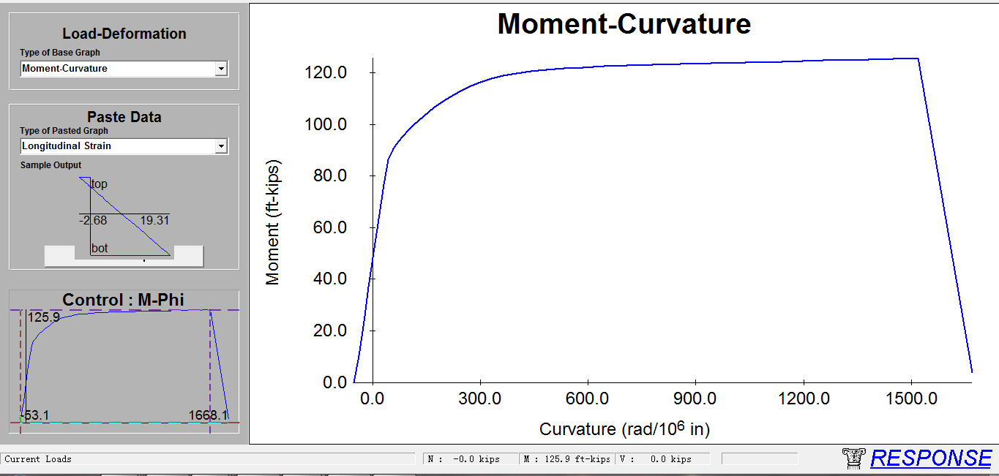 Load-Deformation
Type of Base Graph
Moment-Curvature
Paste Data
Type of Pasted Graph
Longitudinal Strain
Sample Output
top
-2.68 19.31
bot
Control : M-Phi
125.9
-53.1 1668.1
Moment-Curvature
120.0
100.0
80.0
60.0
40.0
20.0
0.0
Moment (ft-kips)
0.0 300.0 600.0 900.0 1200.0 1500.0
Curvature (rad/10⁶ in)
Current Loads N : -0.0 kips M : 125.9 ft-kips V : 0.0 kips
RESPONSE